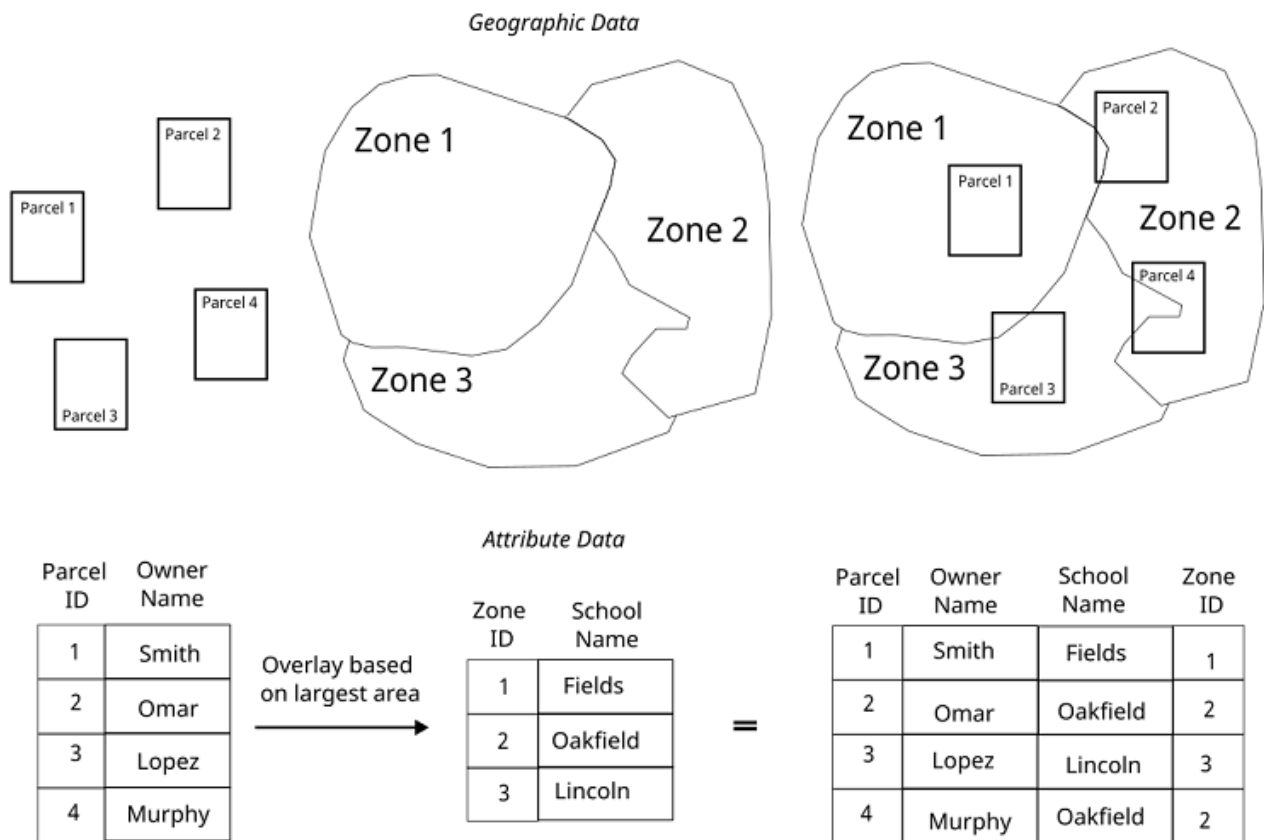 Geographic Data
Parcel 1
Parcel 2
Parcel 3
Parcel 4
Zone 1
Zone 2
Zone 3
Zone 1
Zone 2
Zone 3
Parcel 1
Parcel 2
Parcel 3
Parcel 4
Attribute Data
Parcel
ID
Owner
Name
1 Smith
2 Omar
3 Lopez
4 Murphy
Overlay based
on largest area
Zone
ID
School
Name
1 Fields
2 Oakfield
3 Lincoln
=
Parcel
ID
Owner
Name
School
Name
Zone
ID
1 Smith Fields 1
2 Omar Oakfield 2
3 Lopez Lincoln 3
4 Murphy Oakfield 2